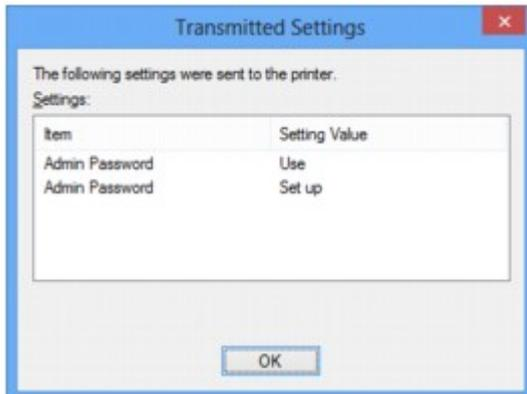 Transmitted Settings
The following settings were sent to the printer.
Settings:
Item Setting Value
Admin Password Use
Admin Password Set up
OK